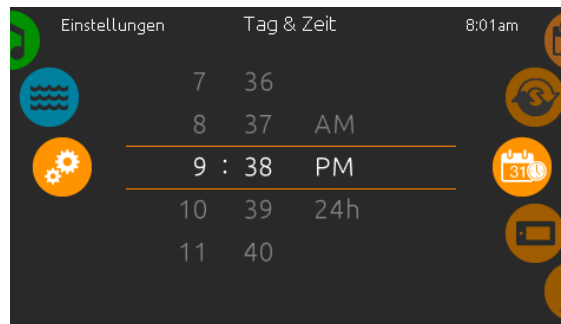 Einstellungen Tag & Zeit 8:01am
7 36
8 37 AM
9 : 38 PM
10 39 24h
11 40
31